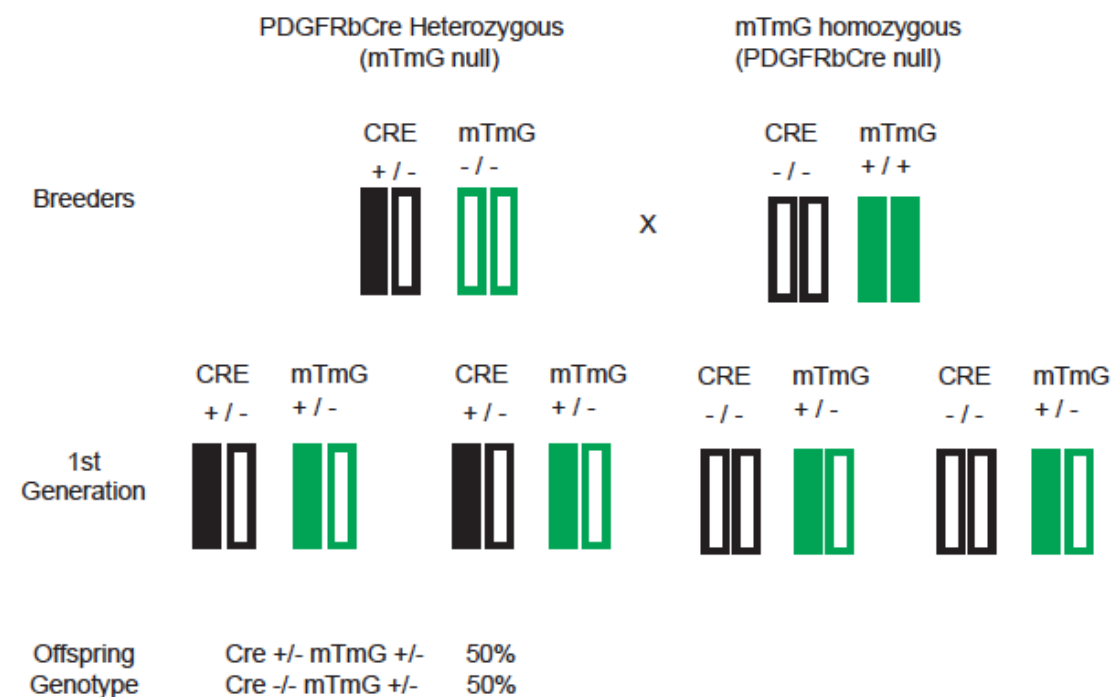 PDGFRbCre Heterozygous
(mTmG null)
mTmG homozygous
(PDGFRbCre null)
CRE mTmG
+ / - - / -
CRE mTmG
- / - + / +
Breeders
X
CRE mTmG
+ / - + / -
CRE mTmG
+ / - + / -
CRE mTmG
- / - + / -
CRE mTmG
- / - + / -
1st
Generation
Offspring Cre +/- mTmG +/- 50%
Genotype Cre -/- mTmG +/- 50%